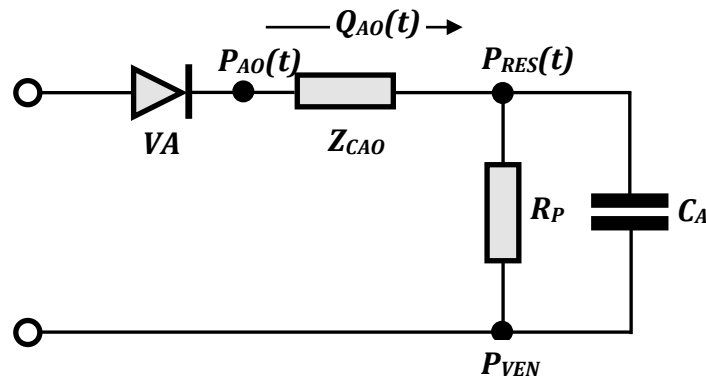 Q_AO(t)
P_AO(t)
P_RES(t)
VA
Z_CAO
R_P
C_A
P_VEN